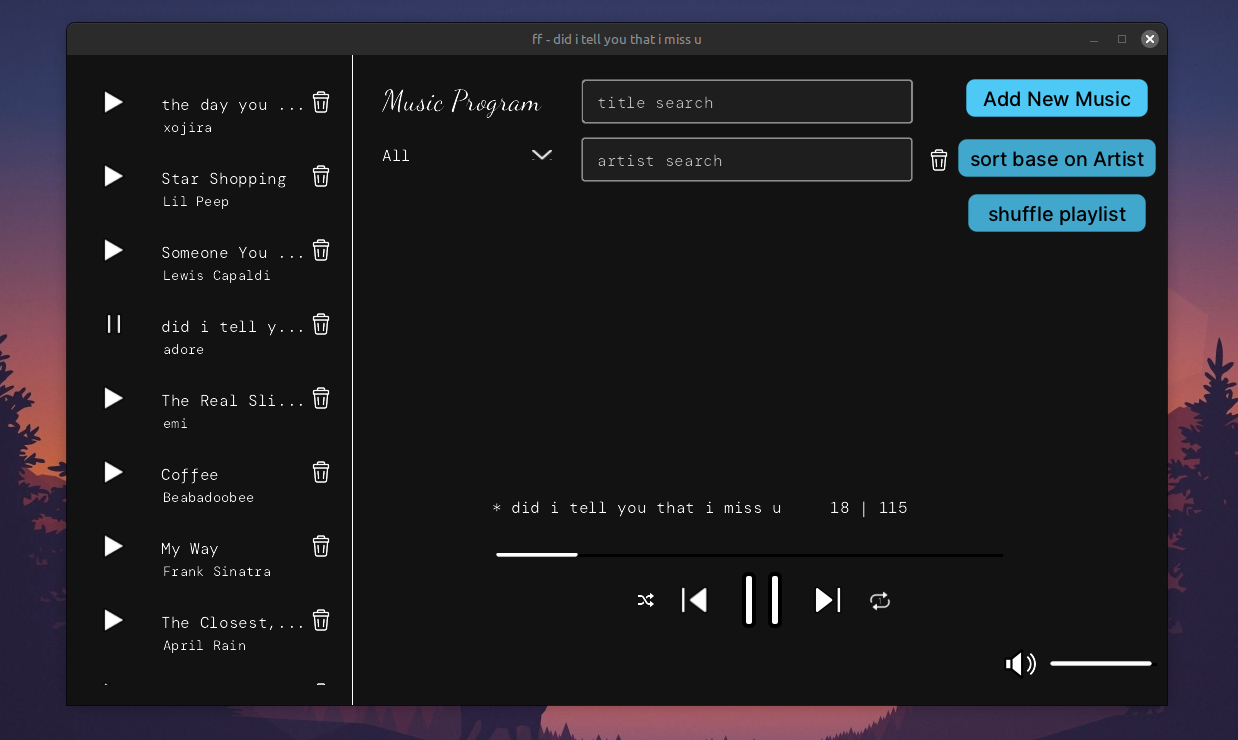 ff - did i tell you that i miss u
the day you ...
xojira
Star Shopping
Lil Peep
Someone You ...
Lewis Capaldi
did i tell y...
adore
The Real Sli...
emi
Coffee
Beabadoobee
My Way
Frank Sinatra
The Closest,...
April Rain
Music Program
title search
Add New Music
All
artist search
sort base on Artist
shuffle playlist
* did i tell you that i miss u 18 | 115